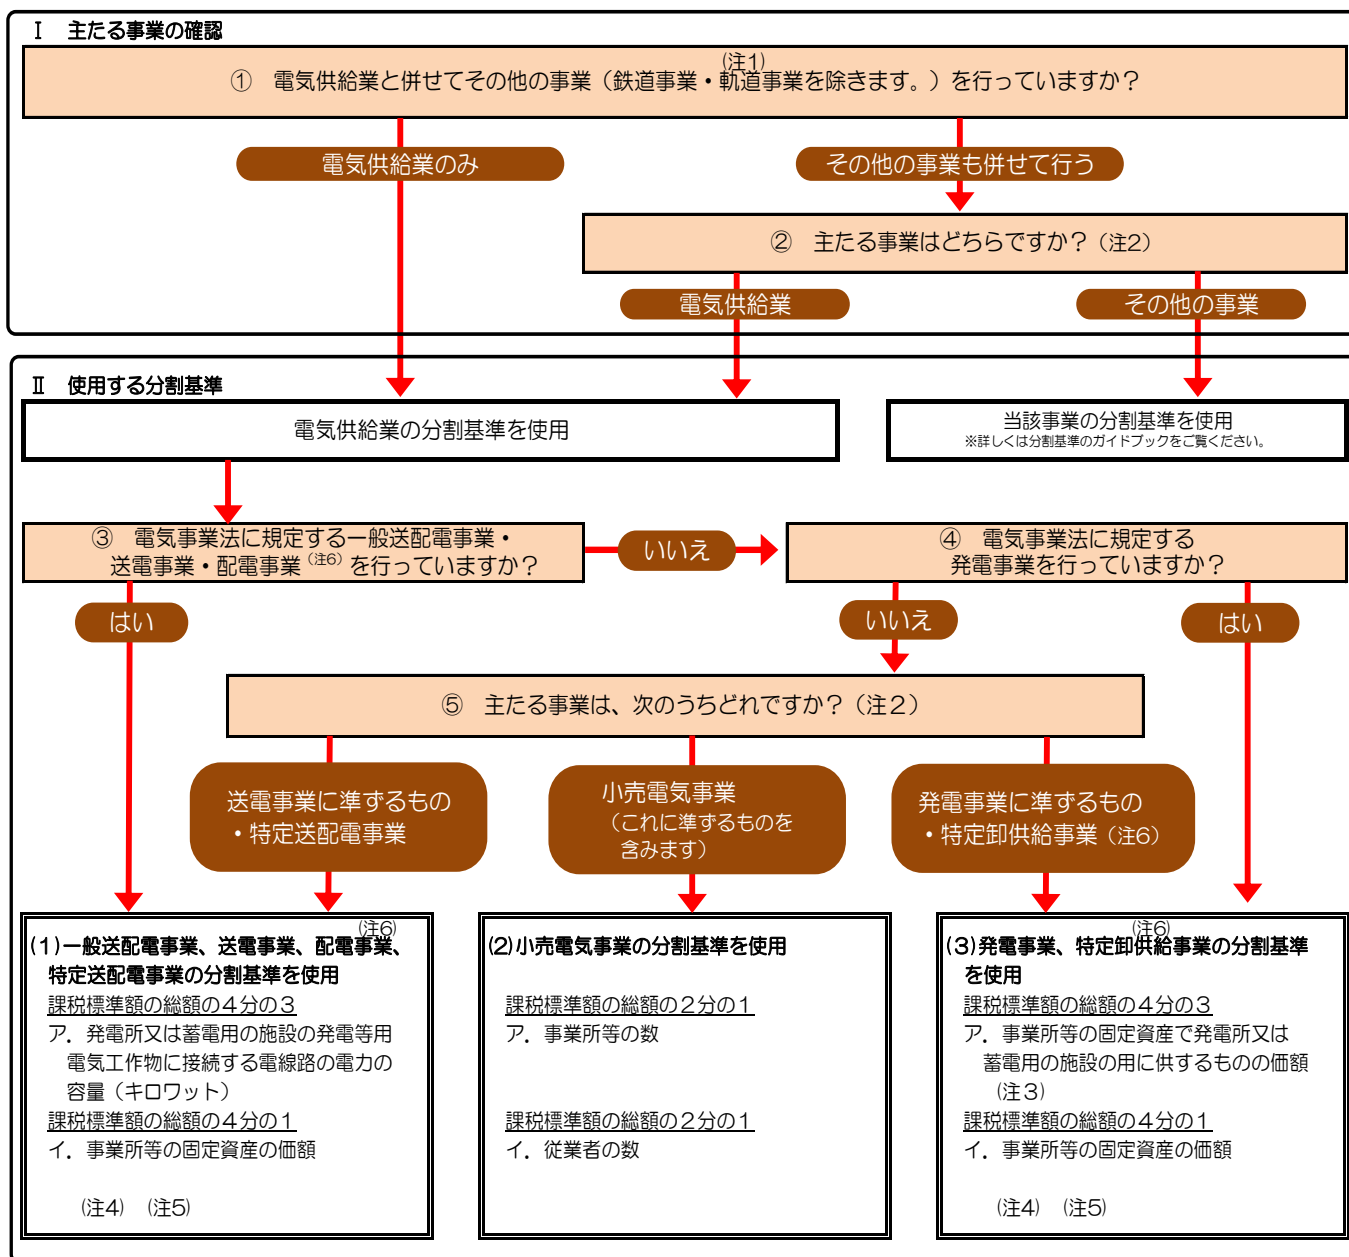 Ⅰ　主たる事業の確認
(注1)
①　電気供給業と併せてその他の事業（鉄道事業・軌道事業を除きます。）を行っていますか？
電気供給業のみ
その他の事業も併せて行う
②　主たる事業はどちらですか？（注2）
電気供給業
その他の事業
Ⅱ　使用する分割基準
電気供給業の分割基準を使用
当該事業の分割基準を使用
※詳しくは分割基準のガイドブックをご覧ください。
③　電気事業法に規定する一般送配電事業・
送電事業・配電事業（注6）を行っていますか？
いいえ
④　電気事業法に規定する
発電事業を行っていますか？
はい
いいえ
はい
⑤　主たる事業は、次のうちどれですか？（注２）
送電事業に準ずるもの
・特定送配電事業
小売電気事業
（これに準ずるものを
含みます）
発電事業に準ずるもの
・特定卸供給事業（注6）
(注6)
(1)一般送配電事業、送電事業、配電事業、
特定送配電事業の分割基準を使用
課税標準額の総額の４分の３
ア．発電所又は蓄電用の施設の発電等用
電気工作物に接続する電線路の電力の
容量（キロワット）
課税標準額の総額の４分の１
イ．事業所等の固定資産の価額
(注4)　(注5)
(2)小売電気事業の分割基準を使用
課税標準額の総額の２分の１
ア．事業所等の数
課税標準額の総額の２分の１
イ．従業者の数
(注6)
(3)発電事業、特定卸供給事業の分割基準
を使用
課税標準額の総額の４分の３
ア．事業所等の固定資産で発電所又は
蓄電用の施設の用に供するものの価額
（注３）
課税標準額の総額の４分の１
イ．事業所等の固定資産の価額
(注4)　(注5)